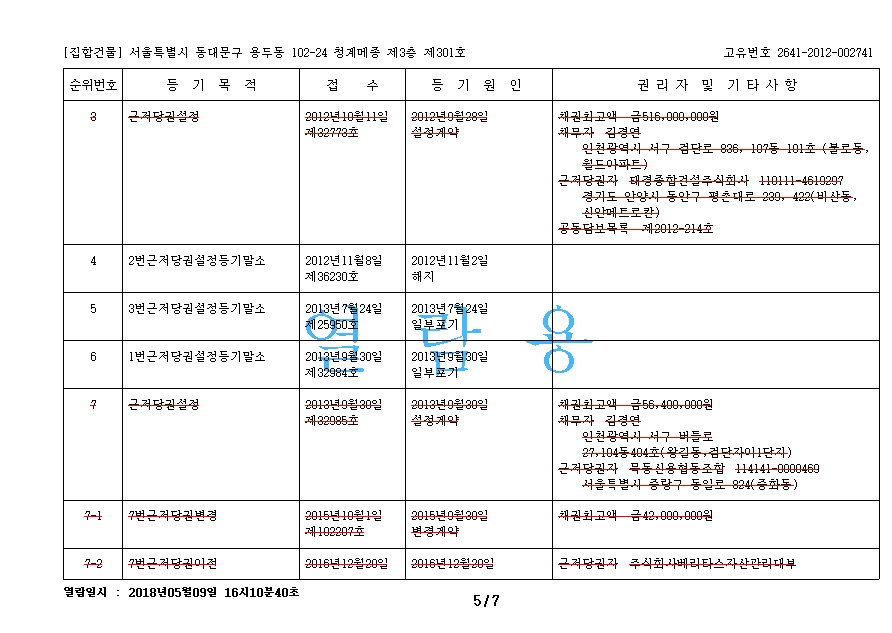 [집합건물] 서울특별시 동대문구 용두동 102-24 청계메종 제3층 제301호
고유번호 2641-2012-002741
순위번호 등 기 목 적 접 수 등 기 원 인 권 리 자 및 기 타 사 항
3 근저당권설정 2012년10월11일 2012년9월28일 채권최고액 금516,000,000원
제32773호 설정계약 채무자 김경연
인천광역시 서구 검단로 836, 107동 101호 (불로동,
월드아파트)
근저당권자 태경종합건설주식회사 110111-4619297
경기도 안양시 동안구 평촌대로 239, 422(비산동,
신안메트로칸)
공동담보목록 제2012-214호
4 2번근저당권설정등기말소 2012년11월8일 2012년11월2일
제36230호 해지
5 3번근저당권설정등기말소 2013년7월24일 2013년7월24일
제25950호 일부포기
6 1번근저당권설정등기말소 2013년9월30일 2013년9월30일
제32984호 일부포기
열 람 용
7 근저당권설정 2013년9월30일 2013년9월30일 채권최고액 금56,400,000원
제32985호 설정계약 채무자 김경연
인천광역시 서구 버들로
27,104동404호(왕길동,검단자이1단지)
근저당권자 묵동신용협동조합 114141-0000469
서울특별시 중랑구 동일로 824(중화동)
7-1 7번근저당권변경 2015년10월1일 2015년9월30일 채권최고액 금42,000,000원
제102207호 변경계약
7-2 7번근저당권이전 2016년12월20일 2016년12월20일 근저당권자 주식회사베리타스자산관리대부
열람일시 : 2018년05월09일 16시10분40초
5/7